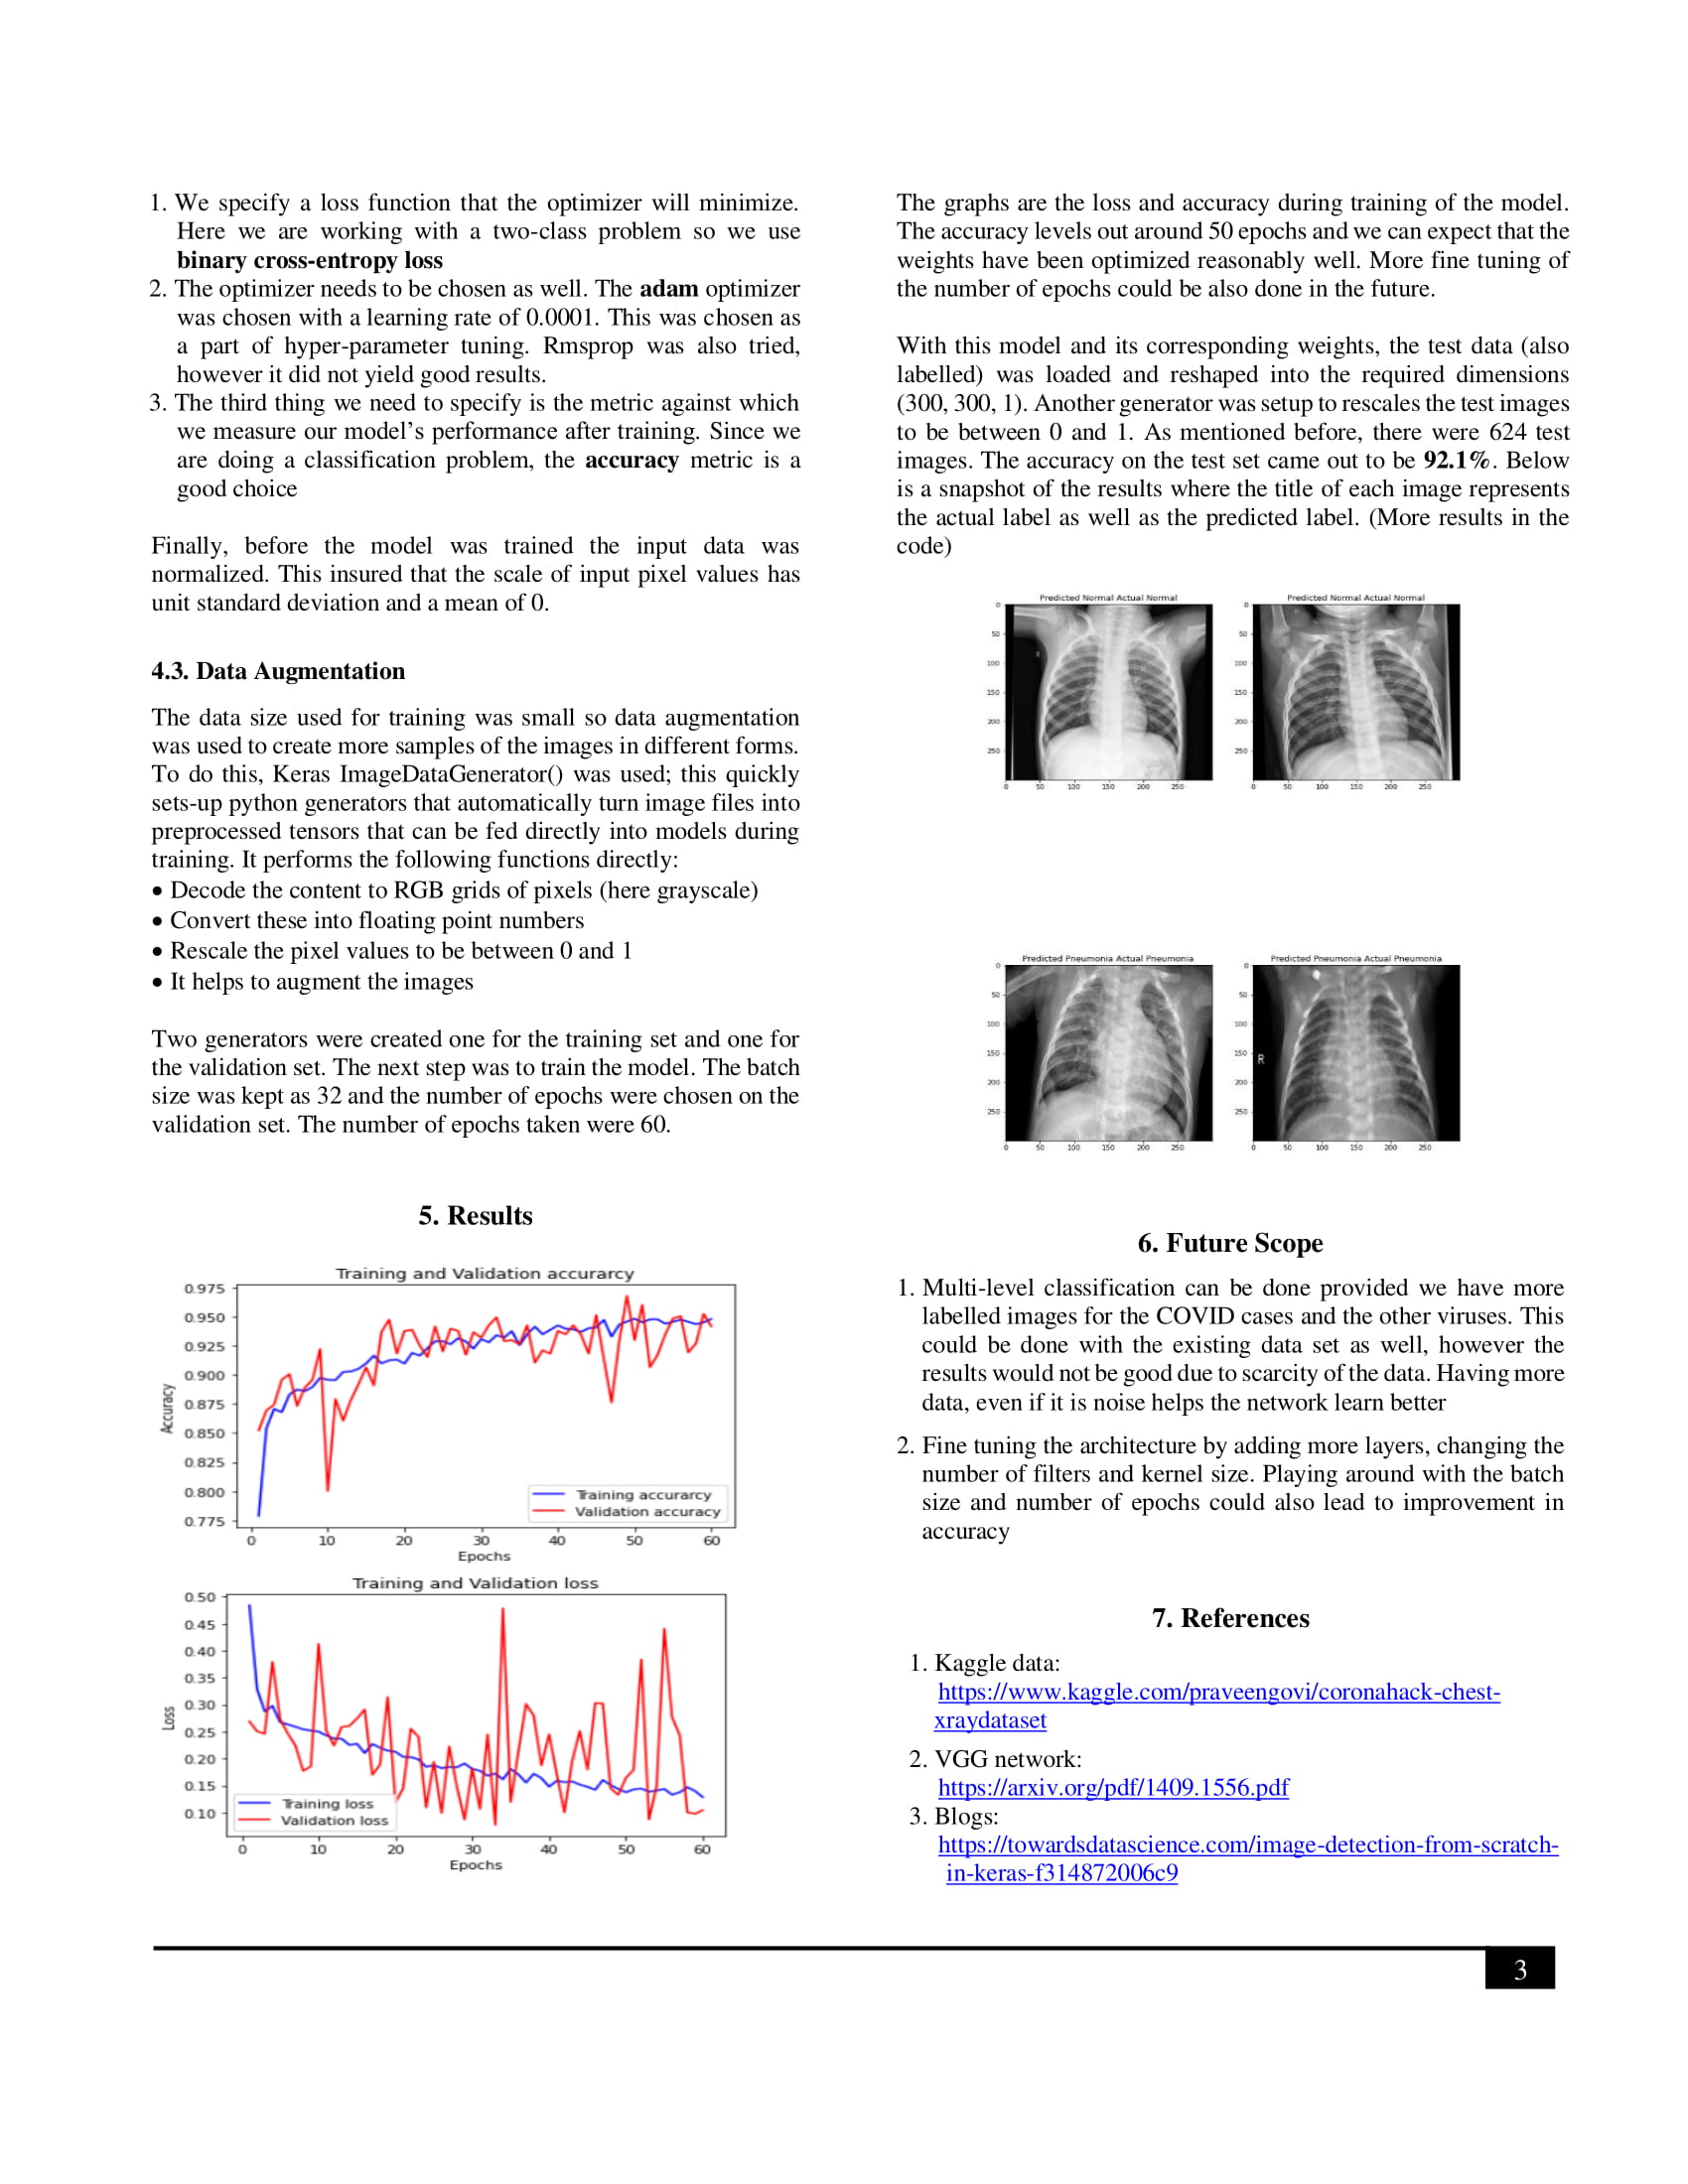 1. We specify a loss function that the optimizer will minimize.
Here we are working with a two-class problem so we use
binary cross-entropy loss
2. The optimizer needs to be chosen as well. The adam optimizer
was chosen with a learning rate of 0.0001. This was chosen as
a part of hyper-parameter tuning. Rmsprop was also tried,
however it did not yield good results.
3. The third thing we need to specify is the metric against which
we measure our model’s performance after training. Since we
are doing a classification problem, the accuracy metric is a
good choice
Finally, before the model was trained the input data was
normalized. This insured that the scale of input pixel values has
unit standard deviation and a mean of 0.
4.3. Data Augmentation
The data size used for training was small so data augmentation
was used to create more samples of the images in different forms.
To do this, Keras ImageDataGenerator() was used; this quickly
sets-up python generators that automatically turn image files into
preprocessed tensors that can be fed directly into models during
training. It performs the following functions directly:
• Decode the content to RGB grids of pixels (here grayscale)
• Convert these into floating point numbers
• Rescale the pixel values to be between 0 and 1
• It helps to augment the images
Two generators were created one for the training set and one for
the validation set. The next step was to train the model. The batch
size was kept as 32 and the number of epochs were chosen on the
validation set. The number of epochs taken were 60.
5. Results
Training and Validation accurarcy
0.975
0.950
0.925
0.900
0.875
0.850
0.825
0.800
0.775
Accuracy
Training accurarcy
Validation accuracy
0 10 20 30 40 50 60
Epochs
Training and Validation loss
0.50
0.45
0.40
0.35
0.30
0.25
0.20
0.15
0.10
Loss
Training loss
Validation loss
0 10 20 30 40 50 60
Epochs
The graphs are the loss and accuracy during training of the model.
The accuracy levels out around 50 epochs and we can expect that the
weights have been optimized reasonably well. More fine tuning of
the number of epochs could be also done in the future.
With this model and its corresponding weights, the test data (also
labelled) was loaded and reshaped into the required dimensions
(300, 300, 1). Another generator was setup to rescales the test images
to be between 0 and 1. As mentioned before, there were 624 test
images. The accuracy on the test set came out to be 92.1%. Below
is a snapshot of the results where the title of each image represents
the actual label as well as the predicted label. (More results in the
code)
Predicted Normal Actual Normal
0
50
100
150
200
250
0 50 100 150 200 250
Predicted Normal Actual Normal
0
50
100
150
200
250
0 50 100 150 200 250
Predicted Pneumonia Actual Pneumonia
0
50
100
150
200
250
0 50 100 150 200 250
Predicted Pneumonia Actual Pneumonia
0
50
100
150
200
250
R
0 50 100 150 200 250
6. Future Scope
1. Multi-level classification can be done provided we have more
labelled images for the COVID cases and the other viruses. This
could be done with the existing data set as well, however the
results would not be good due to scarcity of the data. Having more
data, even if it is noise helps the network learn better
2. Fine tuning the architecture by adding more layers, changing the
number of filters and kernel size. Playing around with the batch
size and number of epochs could also lead to improvement in
accuracy
7. References
1. Kaggle data:
https://www.kaggle.com/praveengovi/coronahack-chest-
xraydataset
2. VGG network:
https://arxiv.org/pdf/1409.1556.pdf
3. Blogs:
https://towardsdatascience.com/image-detection-from-scratch-
in-keras-f314872006c9
3